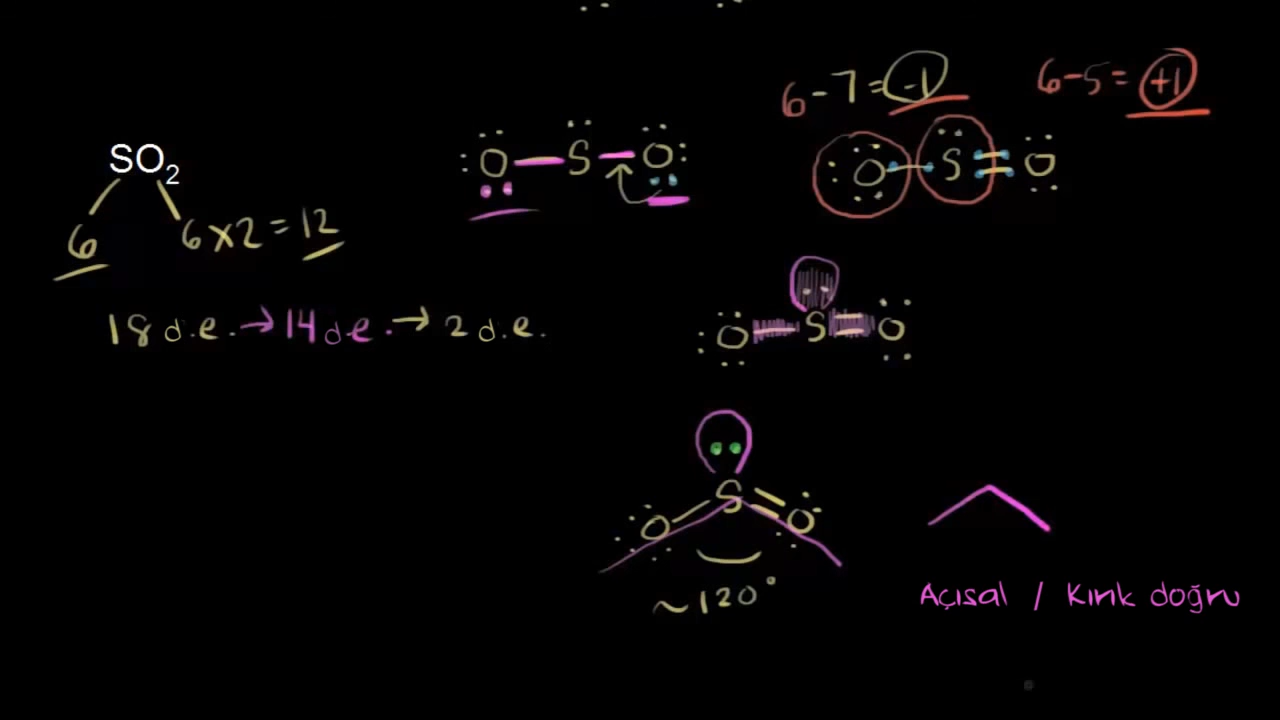 SO₂
6
6x2=12
18 d.e. → 14 d.e. → 2 d.e.
O S O
6-7=-1
6-5=+1
O S O
O S O
S
O O
~120°
Açısal / Kırık doğru